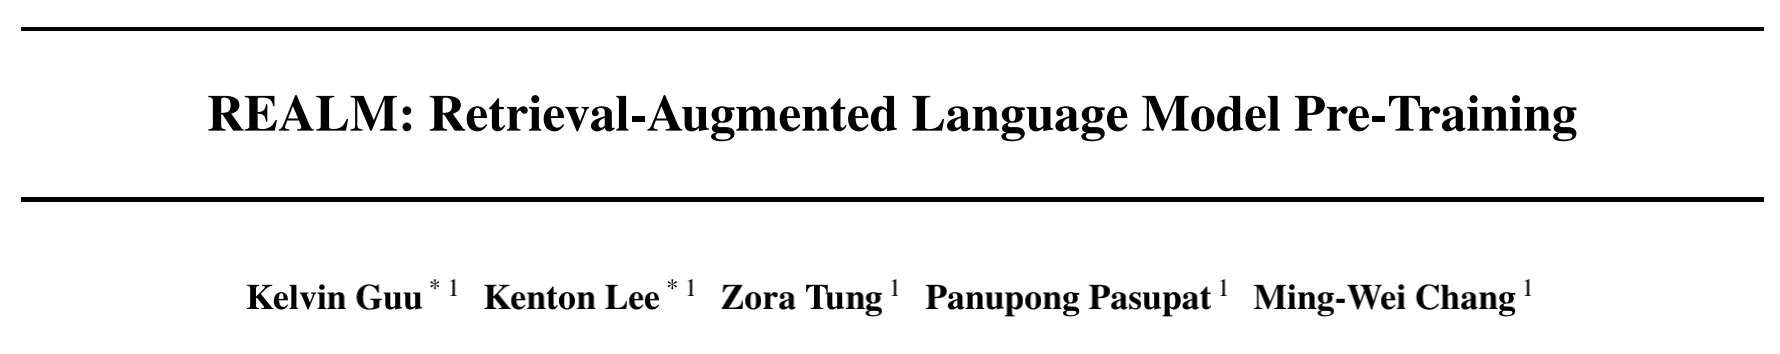 REALM: Retrieval-Augmented Language Model Pre-Training
Kelvin Guu * 1 Kenton Lee * 1 Zora Tung 1 Panupong Pasupat 1 Ming-Wei Chang 1